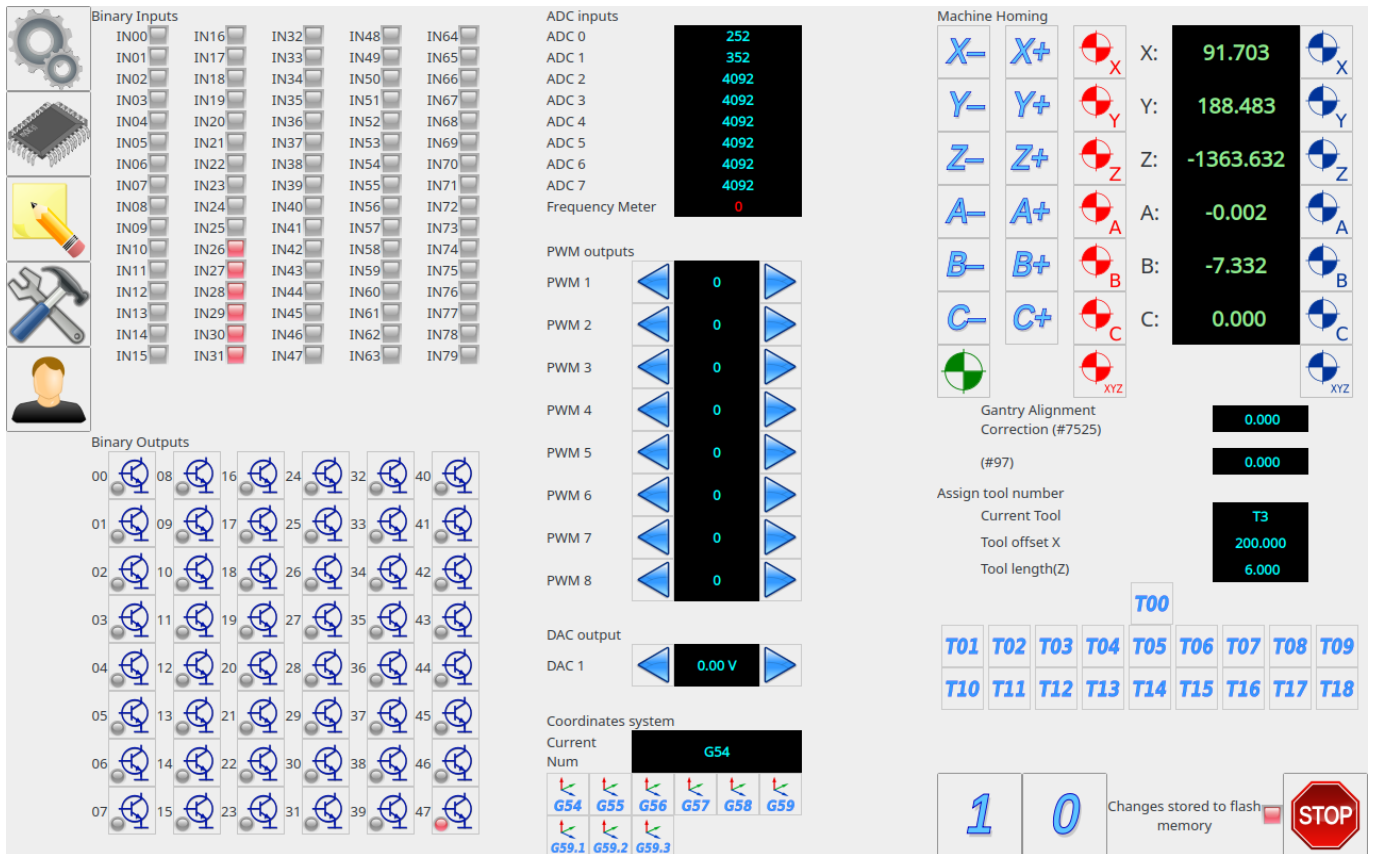 Binary Inputs
IN00 IN16 IN32 IN48 IN64
IN01 IN17 IN33 IN49 IN65
IN02 IN18 IN34 IN50 IN66
IN03 IN19 IN35 IN51 IN67
IN04 IN20 IN36 IN52 IN68
IN05 IN21 IN37 IN53 IN69
IN06 IN22 IN38 IN54 IN70
IN07 IN23 IN39 IN55 IN71
IN08 IN24 IN40 IN56 IN72
IN09 IN25 IN41 IN57 IN73
IN10 IN26 IN42 IN58 IN74
IN11 IN27 IN43 IN59 IN75
IN12 IN28 IN44 IN60 IN76
IN13 IN29 IN45 IN61 IN77
IN14 IN30 IN46 IN62 IN78
IN15 IN31 IN47 IN63 IN79
Binary Outputs
00 08 16 24 32 40
01 09 17 25 33 41
02 10 18 26 34 42
03 11 19 27 35 43
04 12 20 28 36 44
05 13 21 29 37 45
06 14 22 30 38 46
07 15 23 31 39 47
ADC inputs
ADC 0 252
ADC 1 352
ADC 2 4092
ADC 3 4092
ADC 4 4092
ADC 5 4092
ADC 6 4092
ADC 7 4092
Frequency Meter 0
PWM outputs
PWM 1 0
PWM 2 0
PWM 3 0
PWM 4 0
PWM 5 0
PWM 6 0
PWM 7 0
PWM 8 0
DAC output
DAC 1 0.00 V
Coordinates system
Current
Num
G54
G54 G55 G56 G57 G58 G59
G59.1 G59.2 G59.3
Machine Homing
X- X+ X X: 91.703 X
Y- Y+ Y Y: 188.483 Y
Z- Z+ Z Z: -1363.632 Z
A- A+ A A: -0.002 A
B- B+ B B: -7.332 B
C- C+ C C: 0.000 C
XYZ XYZ
Gantry Alignment
Correction (#7525) 0.000
(#97) 0.000
Assign tool number
Current Tool T3
Tool offset X 200.000
Tool length(Z) 6.000
T00
T01 T02 T03 T04 T05 T06 T07 T08 T09
T10 T11 T12 T13 T14 T15 T16 T17 T18
1 0
Changes stored to flash
memory
STOP